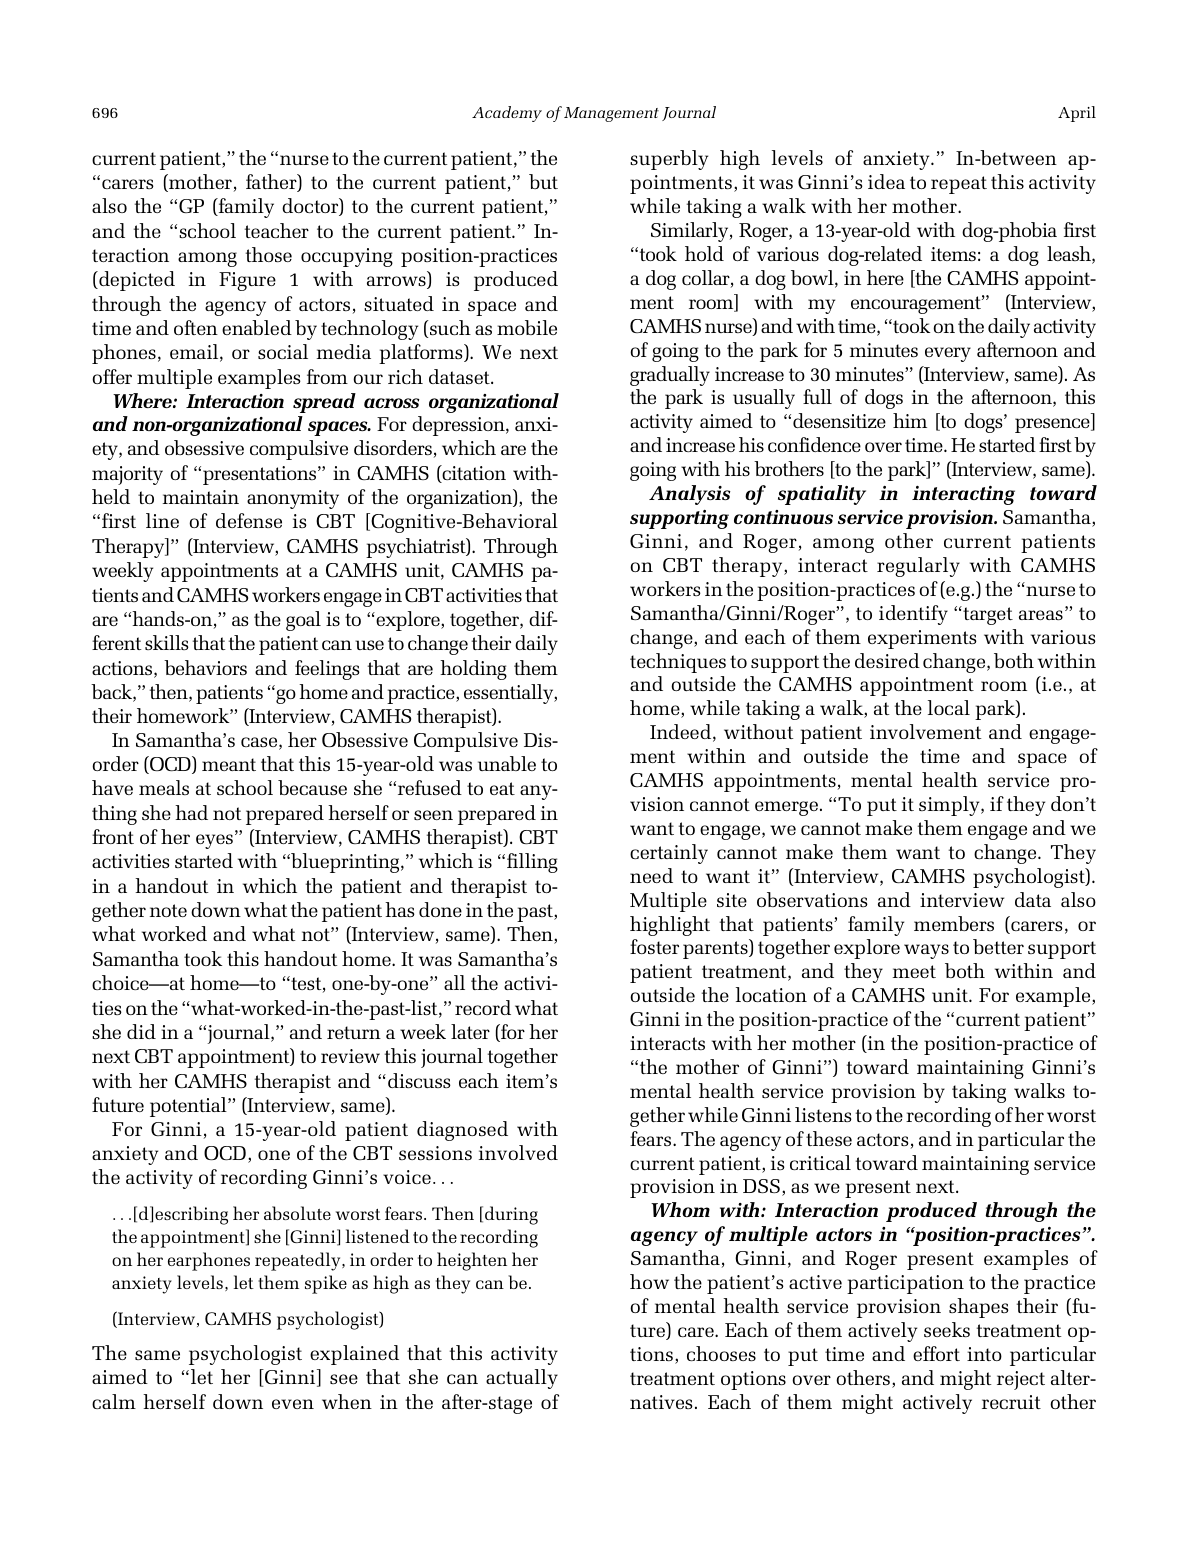 696
Academy of Management Journal
April
current patient,” the “nurse to the current patient,” the
“carers (mother, father) to the current patient,” but
also the “GP (family doctor) to the current patient,”
and the “school teacher to the current patient.” In-
teraction among those occupying position-practices
(depicted in Figure 1 with arrows) is produced
through the agency of actors, situated in space and
time and often enabled by technology (such as mobile
phones, email, or social media platforms). We next
offer multiple examples from our rich dataset.
Where: Interaction spread across organizational
and non-organizational spaces. For depression, anxi-
ety, and obsessive compulsive disorders, which are the
majority of “presentations” in CAMHS (citation with-
held to maintain anonymity of the organization), the
“first line of defense is CBT [Cognitive-Behavioral
Therapy]” (Interview, CAMHS psychiatrist). Through
weekly appointments at a CAMHS unit, CAMHS pa-
tients and CAMHS workers engage in CBT activities that
are “hands-on,” as the goal is to “explore, together, dif-
ferent skills that the patient can use to change their daily
actions, behaviors and feelings that are holding them
back,” then, patients “go home and practice, essentially,
their homework” (Interview, CAMHS therapist).
In Samantha’s case, her Obsessive Compulsive Dis-
order (OCD) meant that this 15-year-old was unable to
have meals at school because she “refused to eat any-
thing she had not prepared herself or seen prepared in
front of her eyes” (Interview, CAMHS therapist). CBT
activities started with “blueprinting,” which is “filling
in a handout in which the patient and therapist to-
gether note down what the patient has done in the past,
what worked and what not” (Interview, same). Then,
Samantha took this handout home. It was Samantha’s
choice—at home—to “test, one-by-one” all the activi-
ties on the “what-worked-in-the-past-list,” record what
she did in a “journal,” and return a week later (for her
next CBT appointment) to review this journal together
with her CAMHS therapist and “discuss each item’s
future potential” (Interview, same).
For Ginni, a 15-year-old patient diagnosed with
anxiety and OCD, one of the CBT sessions involved
the activity of recording Ginni’s voice...
...[d]escribing her absolute worst fears. Then [during
the appointment] she [Ginni] listened to the recording
on her earphones repeatedly, in order to heighten her
anxiety levels, let them spike as high as they can be.
(Interview, CAMHS psychologist)
The same psychologist explained that this activity
aimed to “let her [Ginni] see that she can actually
calm herself down even when in the after-stage of
superbly high levels of anxiety.” In-between ap-
pointments, it was Ginni’s idea to repeat this activity
while taking a walk with her mother.
Similarly, Roger, a 13-year-old with dog-phobia first
“took hold of various dog-related items: a dog leash,
a dog collar, a dog bowl, in here [the CAMHS appoint-
ment room] with my encouragement” (Interview,
CAMHS nurse) and with time, “took on the daily activity
of going to the park for 5 minutes every afternoon and
gradually increase to 30 minutes” (Interview, same). As
the park is usually full of dogs in the afternoon, this
activity aimed to “desensitize him [to dogs’ presence]
and increase his confidence over time. He started first by
going with his brothers [to the park]” (Interview, same).
Analysis of spatiality in interacting toward
supporting continuous service provision. Samantha,
Ginni, and Roger, among other current patients
on CBT therapy, interact regularly with CAMHS
workers in the position-practices of (e.g.) the “nurse to
Samantha/Ginni/Roger”, to identify “target areas” to
change, and each of them experiments with various
techniques to support the desired change, both within
and outside the CAMHS appointment room (i.e., at
home, while taking a walk, at the local park).
Indeed, without patient involvement and engage-
ment within and outside the time and space of
CAMHS appointments, mental health service pro-
vision cannot emerge. “To put it simply, if they don’t
want to engage, we cannot make them engage and we
certainly cannot make them want to change. They
need to want it” (Interview, CAMHS psychologist).
Multiple site observations and interview data also
highlight that patients’ family members (carers, or
foster parents) together explore ways to better support
patient treatment, and they meet both within and
outside the location of a CAMHS unit. For example,
Ginni in the position-practice of the “current patient”
interacts with her mother (in the position-practice of
“the mother of Ginni”) toward maintaining Ginni’s
mental health service provision by taking walks to-
gether while Ginni listens to the recording of her worst
fears. The agency of these actors, and in particular the
current patient, is critical toward maintaining service
provision in DSS, as we present next.
Whom with: Interaction produced through the
agency of multiple actors in “position-practices”.
Samantha, Ginni, and Roger present examples of
how the patient’s active participation to the practice
of mental health service provision shapes their (fu-
ture) care. Each of them actively seeks treatment op-
tions, chooses to put time and effort into particular
treatment options over others, and might reject alter-
natives. Each of them might actively recruit other